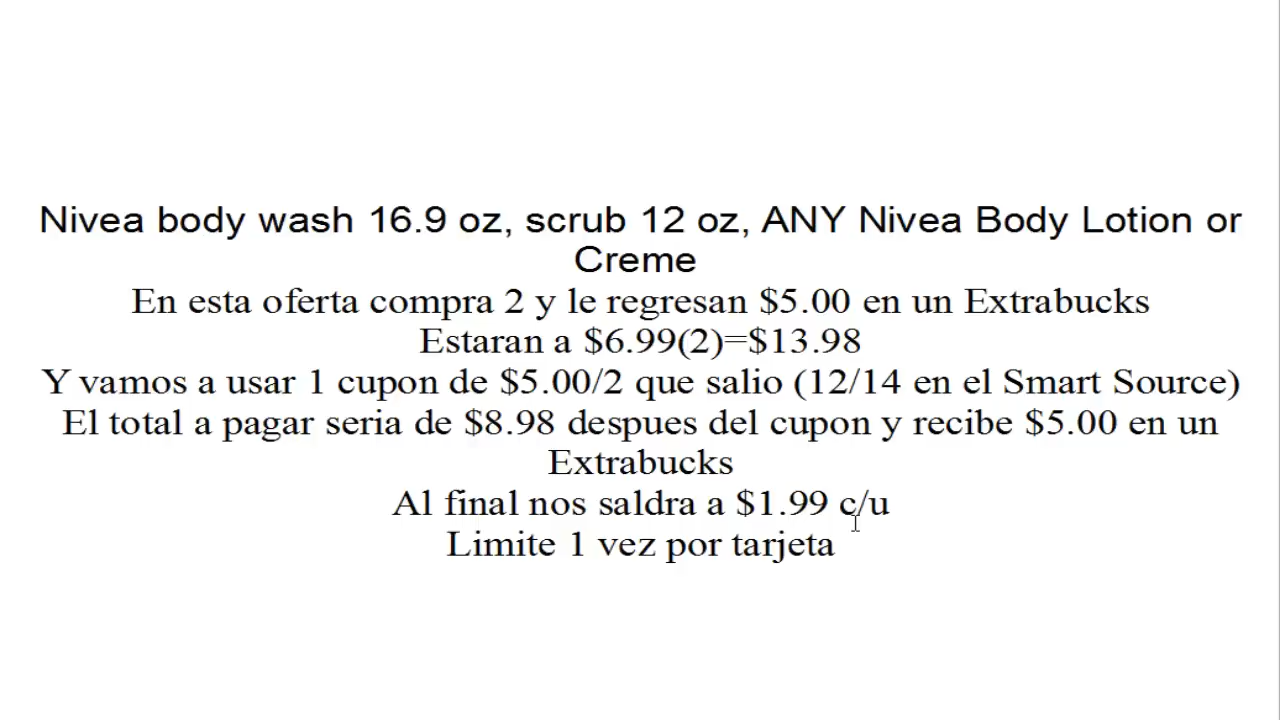 Nivea body wash 16.9 oz, scrub 12 oz, ANY Nivea Body Lotion or
Creme
En esta oferta compra 2 y le regresan $5.00 en un Extrabucks
Estaran a $6.99(2)=$13.98
Y vamos a usar 1 cupon de $5.00/2 que salio (12/14 en el Smart Source)
El total a pagar seria de $8.98 despues del cupon y recibe $5.00 en un
Extrabucks
Al final nos saldra a $1.99 c/u
Limite 1 vez por tarjeta